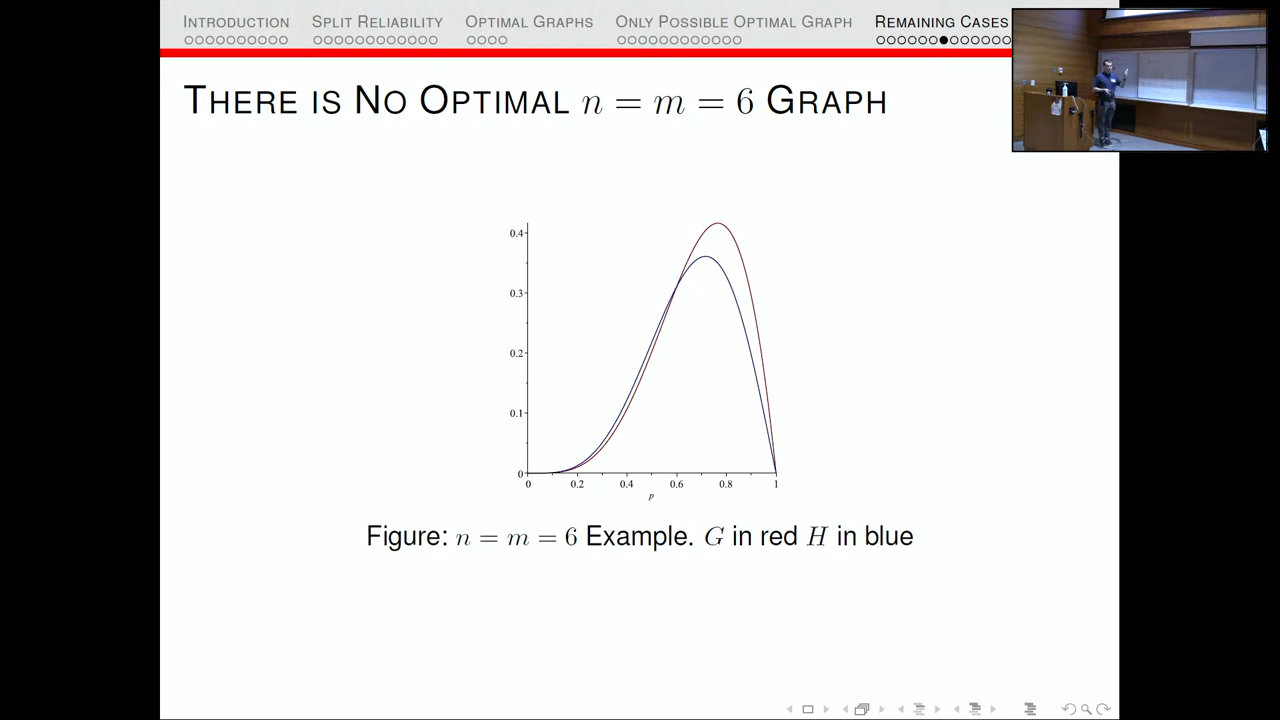 INTRODUCTION SPLIT RELIABILITY OPTIMAL GRAPHS ONLY POSSIBLE OPTIMAL GRAPH REMAINING CASES
THERE IS NO OPTIMAL n = m = 6 GRAPH
0.4
0.3
0.2
0.1
0
0 0.2 0.4 0.6 0.8 1
p
Figure: n = m = 6 Example. G in red H in blue